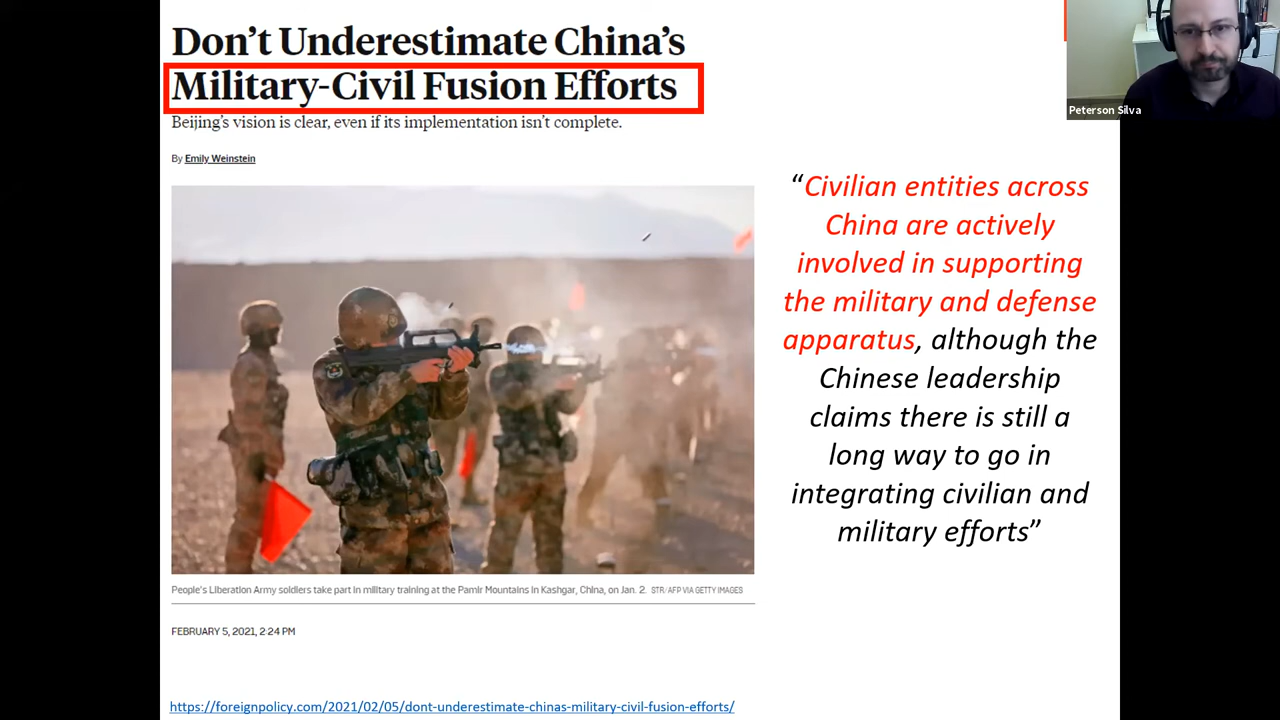 Don't Underestimate China's
Military-Civil Fusion Efforts
Beijing's vision is clear, even if its implementation isn't complete.
By Emily Weinstein
People's Liberation Army soldiers take part in military training at the Pamir Mountains in Kashgar, China, on Jan. 2. STR/AFP VIA GETTY IMAGES
FEBRUARY 5, 2021, 2:24 PM
https://foreignpolicy.com/2021/02/05/dont-underestimate-chinas-military-civil-fusion-efforts/
“Civilian entities across
China are actively
involved in supporting
the military and defense
apparatus, although the
Chinese leadership
claims there is still a
long way to go in
integrating civilian and
military efforts”
Peterson Silva